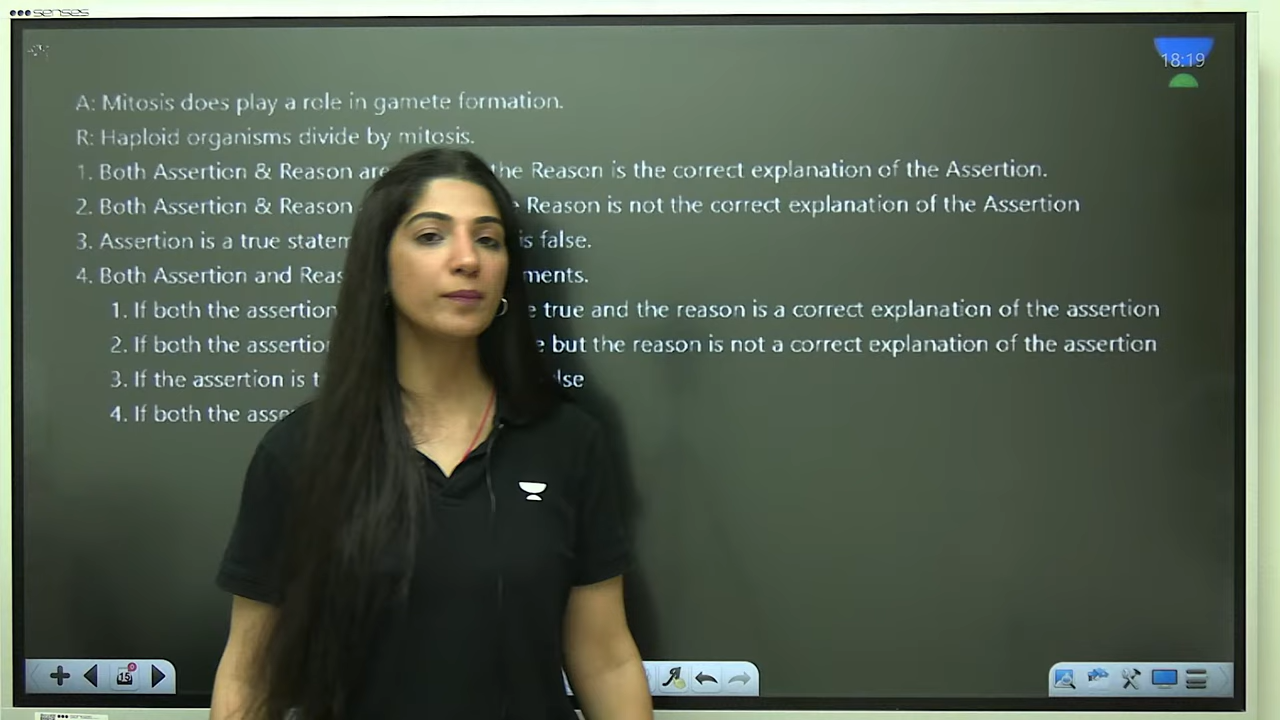 senses
18:19
A: Mitosis does play a role in gamete formation.
R: Haploid organisms divide by mitosis.
1. Both Assertion & Reason are the Reason is the correct explanation of the Assertion.
2. Both Assertion & Reason Reason is not the correct explanation of the Assertion
3. Assertion is a true is false.
4. Both Assertion and
1. If both the assertion true and the reason is a correct explanation of the assertion
2. If both the but the reason is not a correct explanation of the assertion
3. If the assertion is
4. If both the
15